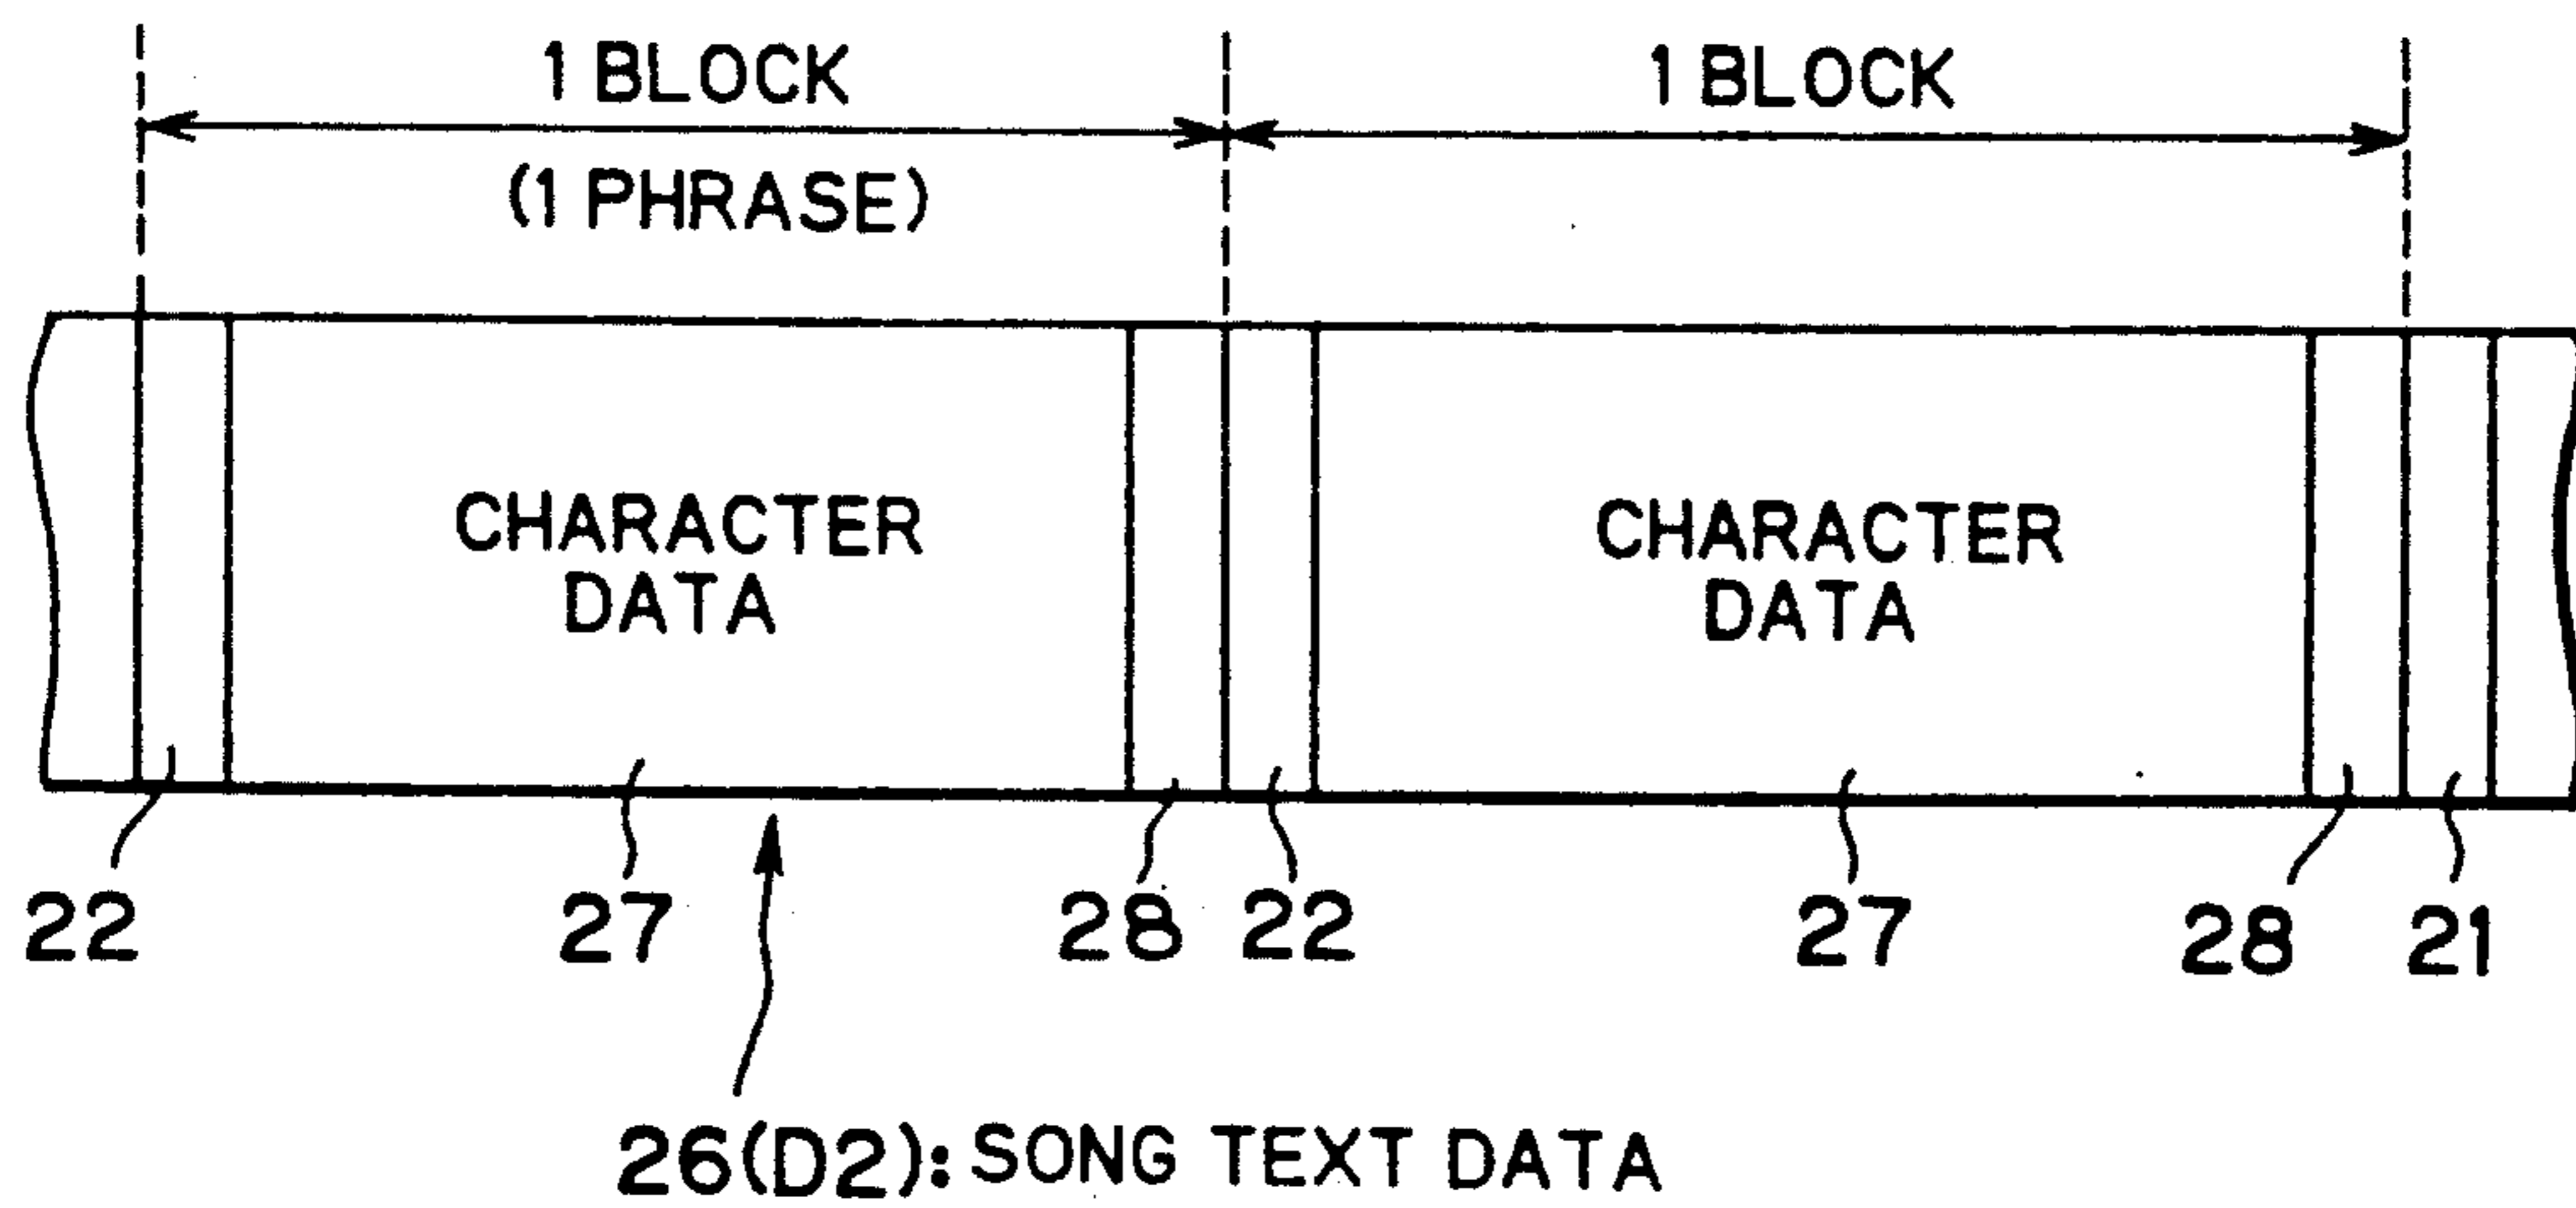 1 BLOCK 1 BLOCK
(1 PHRASE)
CHARACTER CHARACTER
DATA DATA
22 27 28 22 27 28 21
26(D2): SONG TEXT DATA